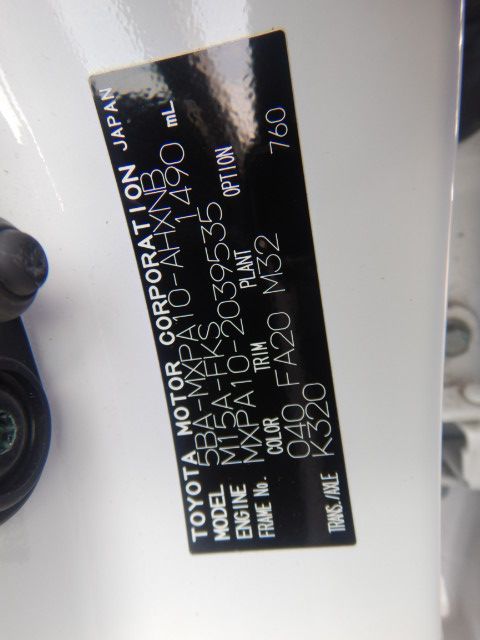 TOYOTA MOTOR CORPORATION JAPAN
MODEL 5BA-MXPA10-AHXNB
ENGINE M15A-FKS 1490 mL
FRAME No. MXPA10-2039535
COLOR TRIM PLANT OPTION
040 FA20 M32 760
TRANS./AXLE K320